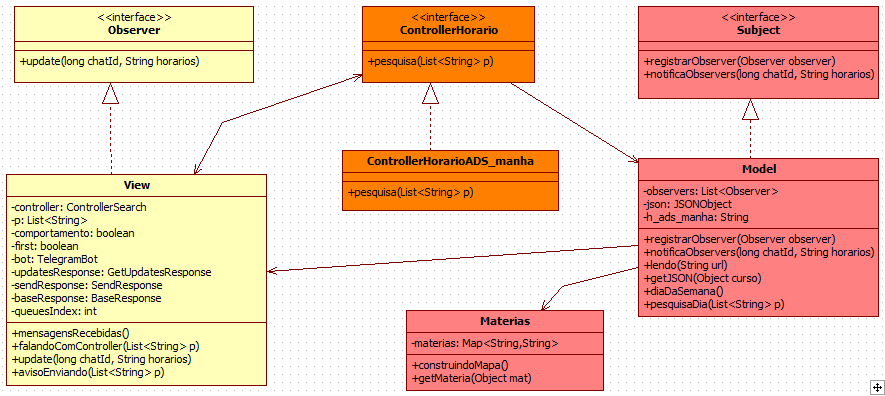 <<interface>>
Observer
+update(long chatId, String horarios)
<<interface>>
ControllerHorario
+pesquisa(List<String> p)
<<interface>>
Subject
+registrarObserver(Observer observer)
+notificaObservers(long chatId, String horarios)
ControllerHorarioADS_manha
+pesquisa(List<String> p)
View
-controller: ControllerSearch
-p: List<String>
-comportamento: boolean
-first: boolean
-bot: TelegramBot
-updatesResponse: GetUpdatesResponse
-sendResponse: SendResponse
-baseResponse: BaseResponse
-queuesIndex: int
+mensagensRecebidas()
+falandoComController(List<String> p)
+update(long chatId, String horarios)
+avisoEnviando(List<String> p)
Model
-observers: List<Observer>
-json: JSONObject
-h_ads_manha: String
+registrarObserver(Observer observer)
+notificaObservers(long chatId, String horarios)
+lendo(String url)
+getJSON(Object curso)
+diaDaSemana()
+pesquisaDia(List<String> p)
Materias
-materias: Map<String,String>
+construindoMapa()
+getMateria(Object mat)